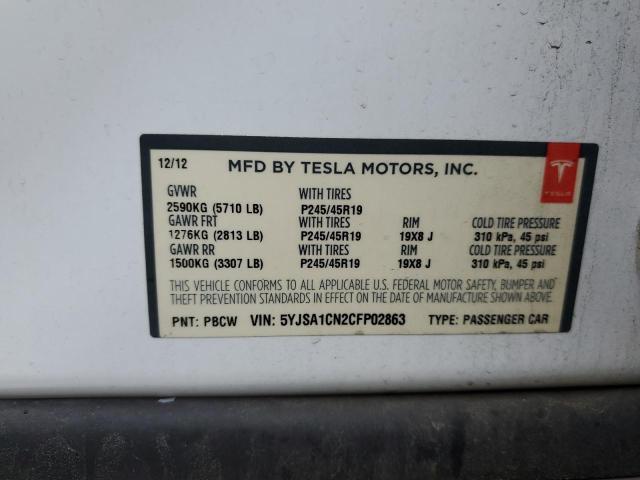 12/12 MFD BY TESLA MOTORS, INC.
TESLA
GVWR WITH TIRES
2590KG (5710 LB) P245/45R19
GAWR FRT WITH TIRES RIM COLD TIRE PRESSURE
1276KG (2813 LB) P245/45R19 19X8 J 310 kPa, 45 psi
GAWR RR WITH TIRES RIM COLD TIRE PRESSURE
1500KG (3307 LB) P245/45R19 19X8 J 310 kPa, 45 psi
THIS VEHICLE CONFORMS TO ALL APPLICABLE U.S. FEDERAL MOTOR SAFETY, BUMPER AND
THEFT PREVENTION STANDARDS IN EFFECT ON THE DATE OF MANUFACTURE SHOWN ABOVE.
PNT: PBCW VIN: 5YJSA1CN2CFP02863 TYPE: PASSENGER CAR